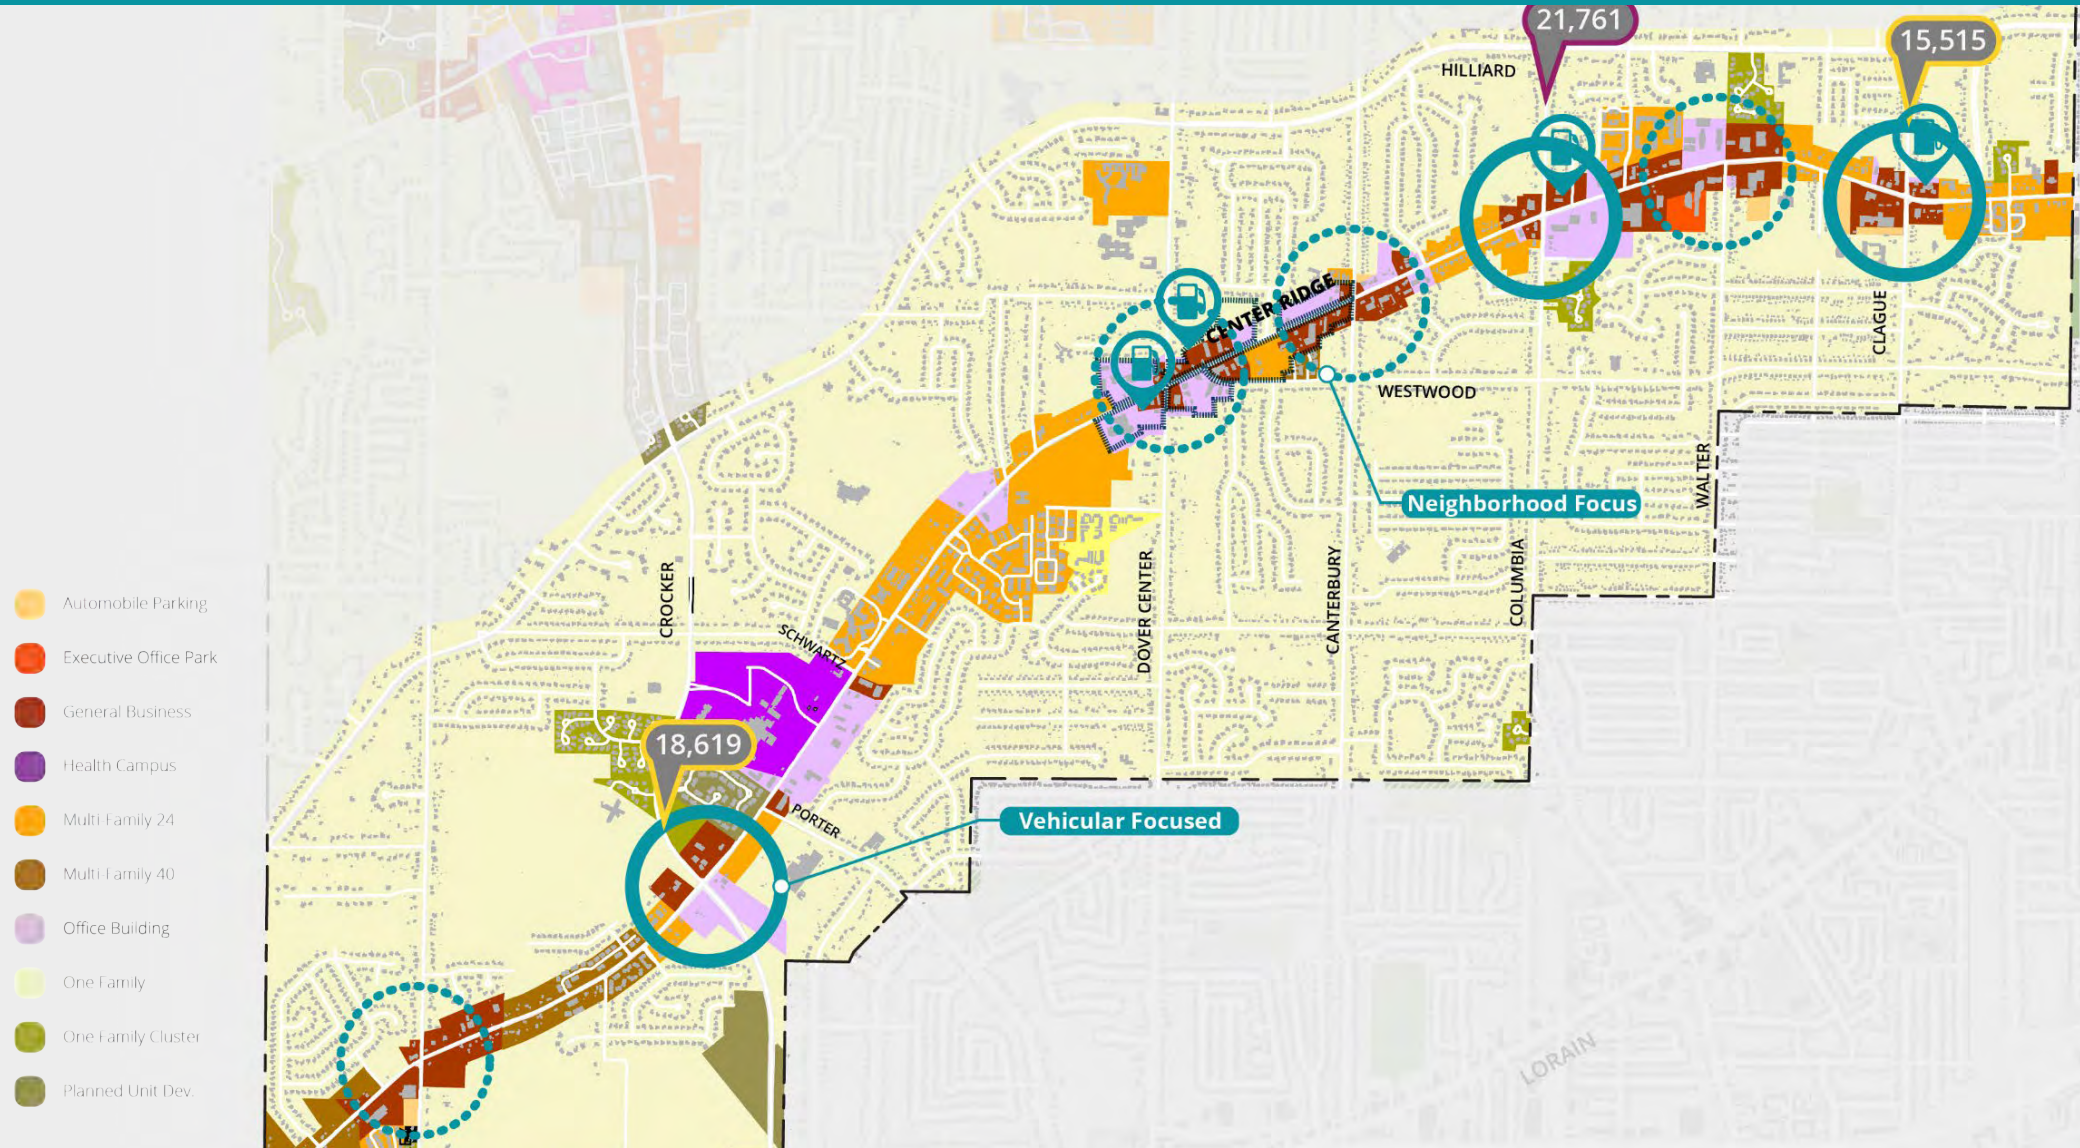 21,761
15,515
HILLIARD
CENTER RIDGE
CLAGUE
WESTWOOD
WALTER
Neighborhood Focus
CROCKER
DOVER CENTER
CANTERBURY
COLUMBIA
SCHWARTZ
18,619
PORTER
Vehicular Focused
LORAIN
Automobile Parking
Executive Office Park
General Business
Health Campus
Multi-Family 24
Multi-Family 40
Office Building
One Family
One Family Cluster
Planned Unit Dev.